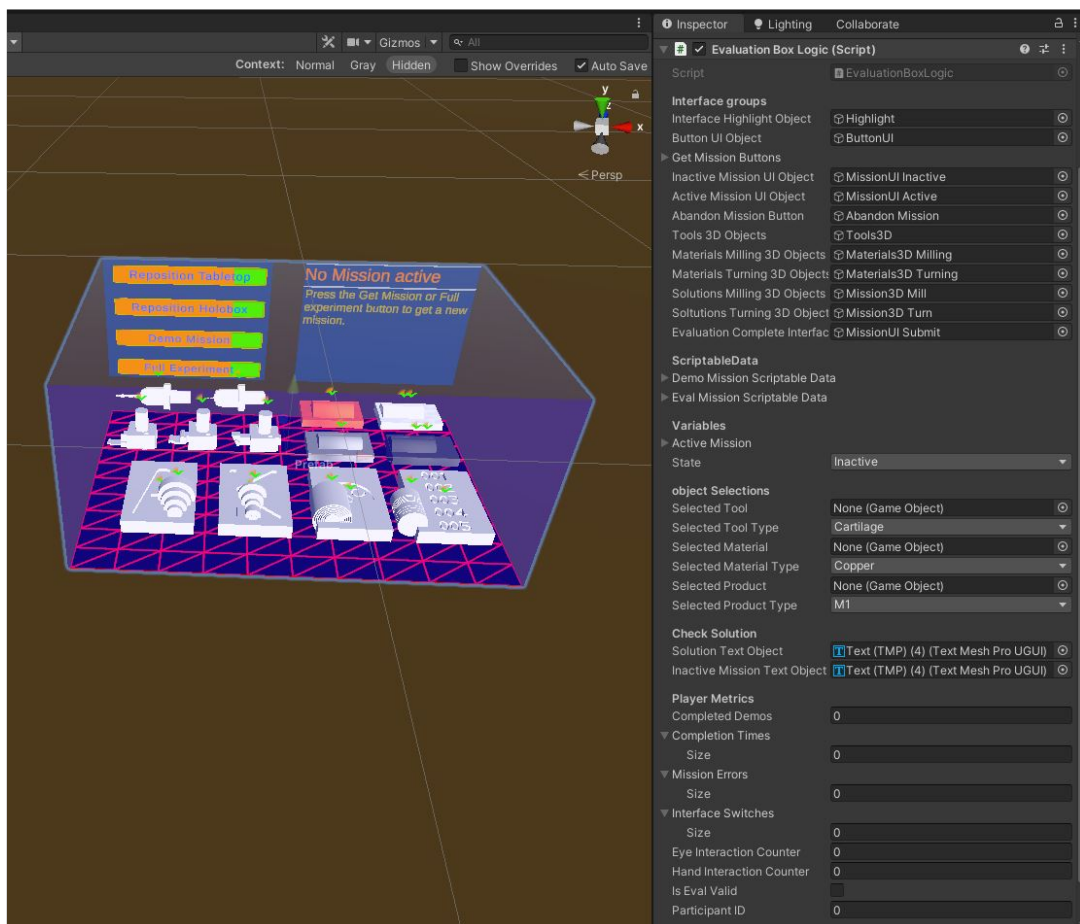 Inspector Lighting Collaborate
Gizmos All
Context: Normal Gray Hidden Show Overrides Auto Save
y
z
x
Persp
Reposition Tabletop
Reposition Holobox
Demo Mission
Full Experiment
No Mission active
Press the Get Mission or Full
experiment button to get a new
mission.
001
002
003
004
005
# Evaluation Box Logic (Script)
Script EvaluationBoxLogic
Interface groups
Interface Highlight Object Highlight
Button UI Object ButtonUI
Get Mission Buttons
Inactive Mission UI Object MissionUI Inactive
Active Mission UI Object MissionUI Active
Abandon Mission Button Abandon Mission
Tools 3D Objects Tools3D
Materials Milling 3D Objects Materials3D Milling
Materials Turning 3D Objects Materials3D Turning
Solutions Milling 3D Objects Mission3D Mill
Soltutions Turning 3D Object Mission3D Turn
Evaluation Complete Interfac MissionUI Submit
ScriptableData
Demo Mission Scriptable Data
Eval Mission Scriptable Data
Variables
Active Mission
State Inactive
object Selections
Selected Tool None (Game Object)
Selected Tool Type Cartilage
Selected Material None (Game Object)
Selected Material Type Copper
Selected Product None (Game Object)
Selected Product Type M1
Check Solution
Solution Text Object Text (TMP) (4) (Text Mesh Pro UGUI)
Inactive Mission Text Object Text (TMP) (4) (Text Mesh Pro UGUI)
Player Metrics
Completed Demos 0
Completion Times
Size 0
Mission Errors
Size 0
Interface Switches
Size 0
Eye Interaction Counter 0
Hand Interaction Counter 0
Is Eval Valid
Participant ID 0